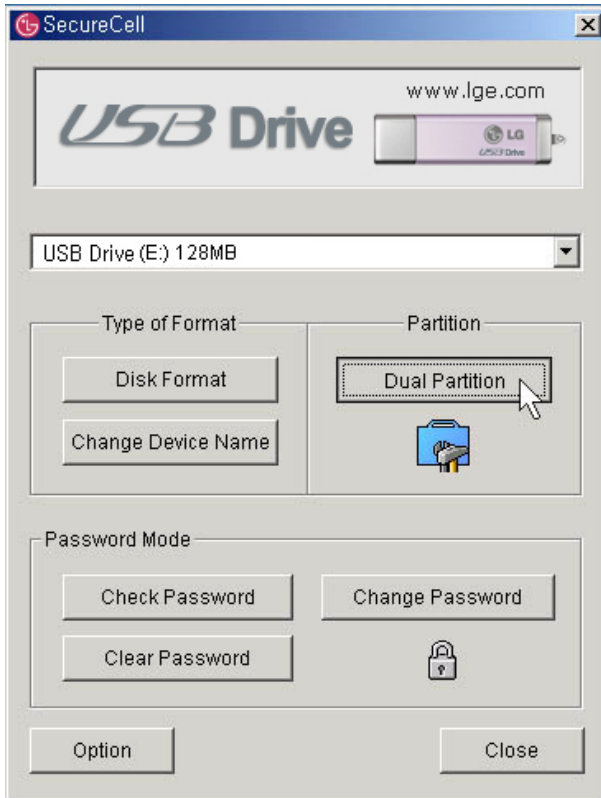 SecureCell
www.lge.com
USB Drive
LG
USB Drive
USB Drive (E:) 128MB
Type of Format
Partition
Disk Format
Dual Partition
Change Device Name
Password Mode
Check Password
Change Password
Clear Password
Option
Close